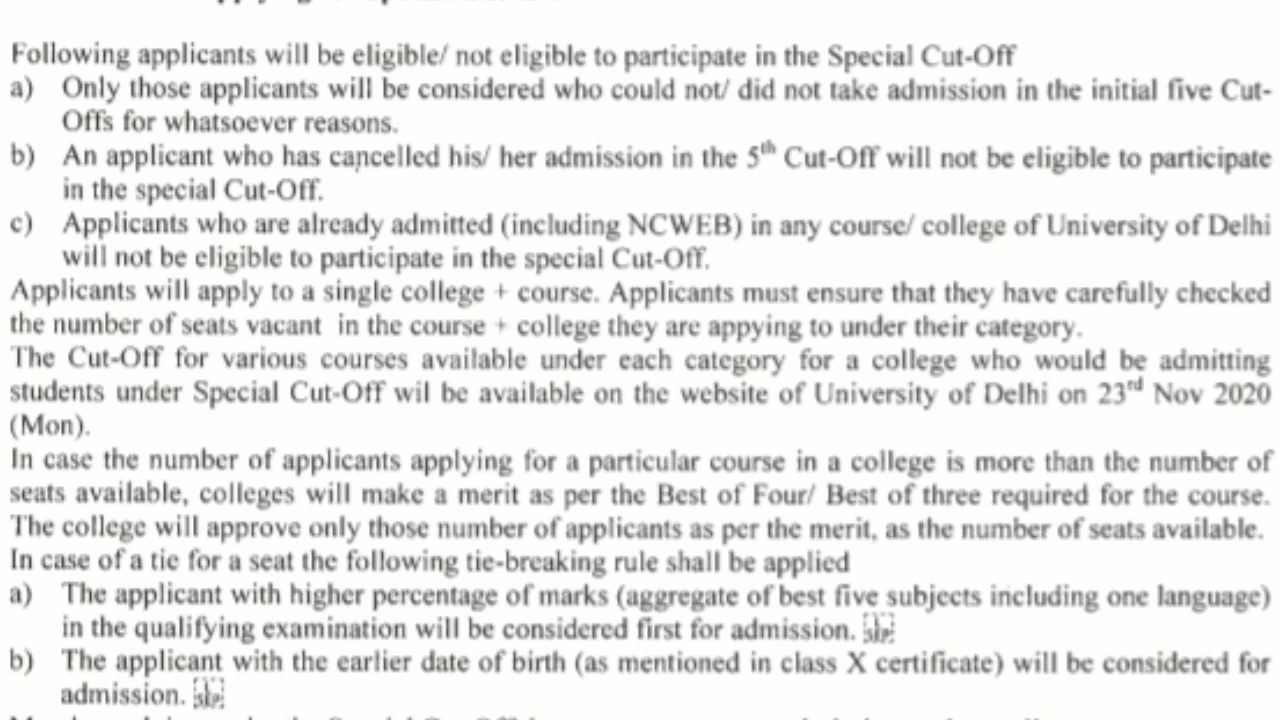 Following applicants will be eligible/ not eligible to participate in the Special Cut-Off
a) Only those applicants will be considered who could not/ did not take admission in the initial five Cut-
Offs for whatsoever reasons.
b) An applicant who has cancelled his/ her admission in the 5th Cut-Off will not be eligible to participate
in the special Cut-Off.
c) Applicants who are already admitted (including NCWEB) in any course/ college of University of Delhi
will not be eligible to participate in the special Cut-Off.
Applicants will apply to a single college + course. Applicants must ensure that they have carefully checked
the number of seats vacant in the course + college they are appying to under their category.
The Cut-Off for various courses available under each category for a college who would be admitting
students under Special Cut-Off wil be available on the website of University of Delhi on 23rd Nov 2020
(Mon).
In case the number of applicants applying for a particular course in a college is more than the number of
seats available, colleges will make a merit as per the Best of Four/ Best of three required for the course.
The college will approve only those number of applicants as per the merit, as the number of seats available.
In case of a tie for a seat the following tie-breaking rule shall be applied
a) The applicant with higher percentage of marks (aggregate of best five subjects including one language)
in the qualifying examination will be considered first for admission.
b) The applicant with the earlier date of birth (as mentioned in class X certificate) will be considered for
admission.